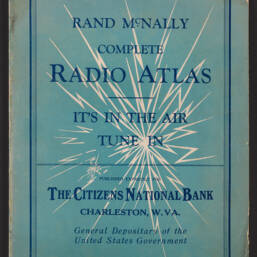 RAND McNALLY
COMPLETE
RADIO ATLAS
IT'S IN THE AIR
TUNE IN
THE CITIZENS NATIONAL BANK
CHARLESTON, W. VA.
General Depositary of the
United States Government